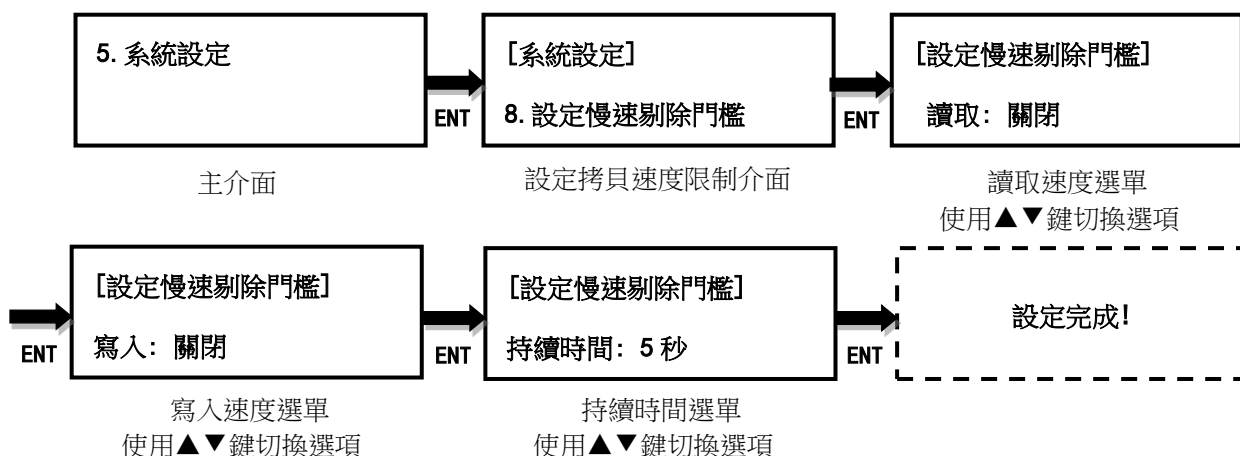 5. 系統設定
ENT
[系統設定]
8. 設定慢速剔除門檻
ENT
[設定慢速剔除門檻]
讀取: 關閉
主介面
設定拷貝速度限制介面
讀取速度選單
使用▲▼鍵切換選項
ENT
[設定慢速剔除門檻]
寫入: 關閉
ENT
[設定慢速剔除門檻]
持續時間: 5 秒
ENT
設定完成!
寫入速度選單
使用▲▼鍵切換選項
持續時間選單
使用▲▼鍵切換選項